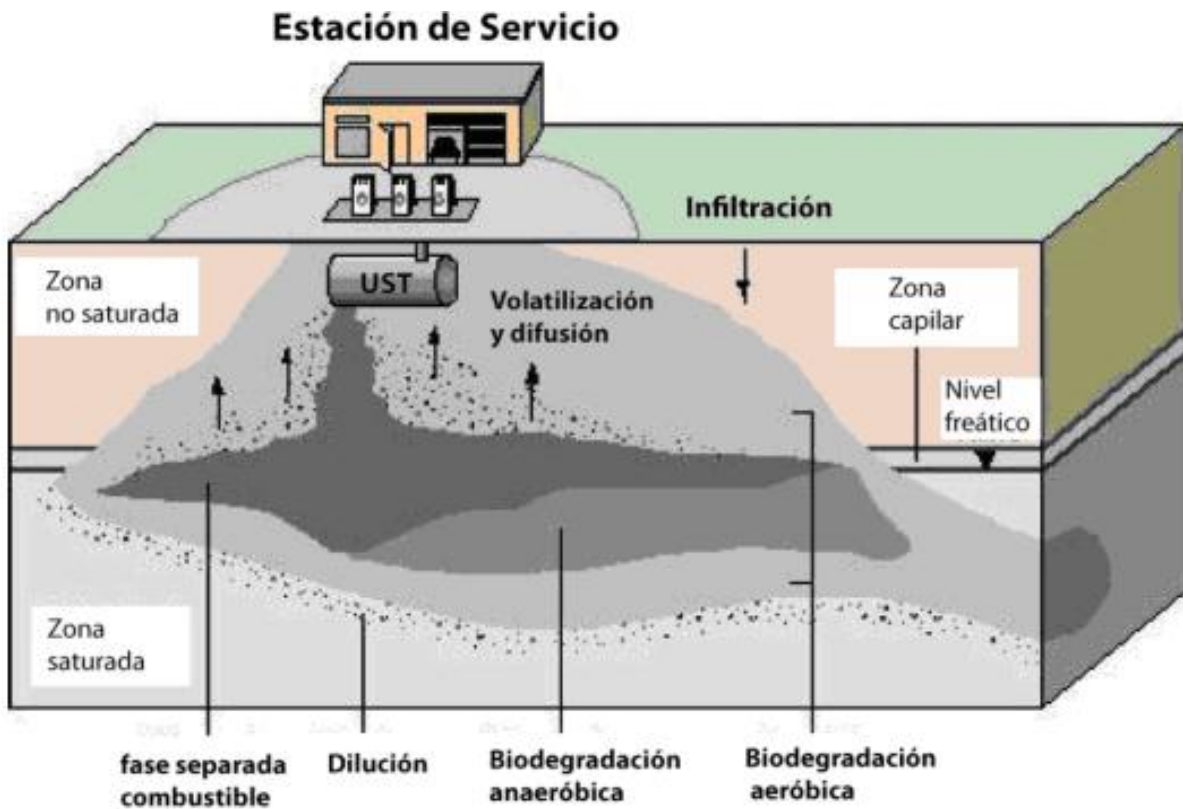 Estación de Servicio
Infiltración
Zona
no saturada
UST
Volatilización
y difusión
Zona
capilar
Nivel
freático
Zona
saturada
fase separada
combustible
Dilución
Biodegradación
anaeróbica
Biodegradación
aeróbica